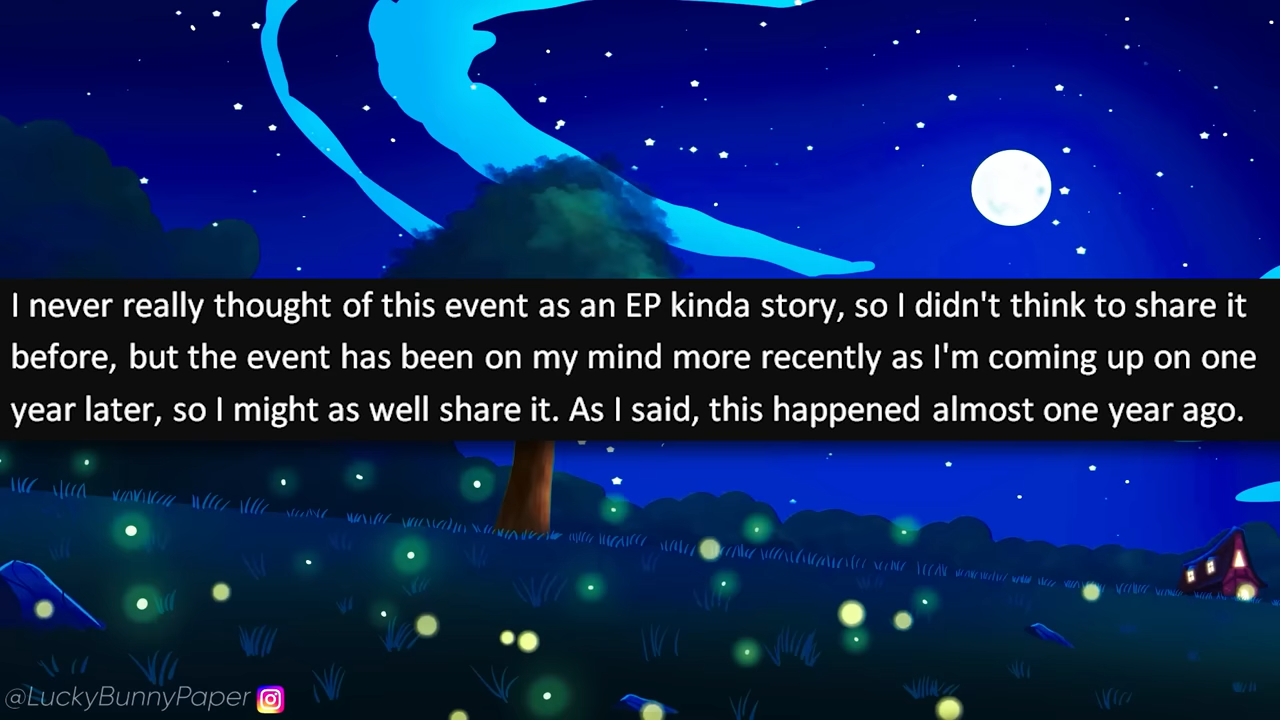 I never really thought of this event as an EP kinda story, so I didn't think to share it
before, but the event has been on my mind more recently as I'm coming up on one
year later, so I might as well share it. As I said, this happened almost one year ago.
@LuckyBunnyPaper